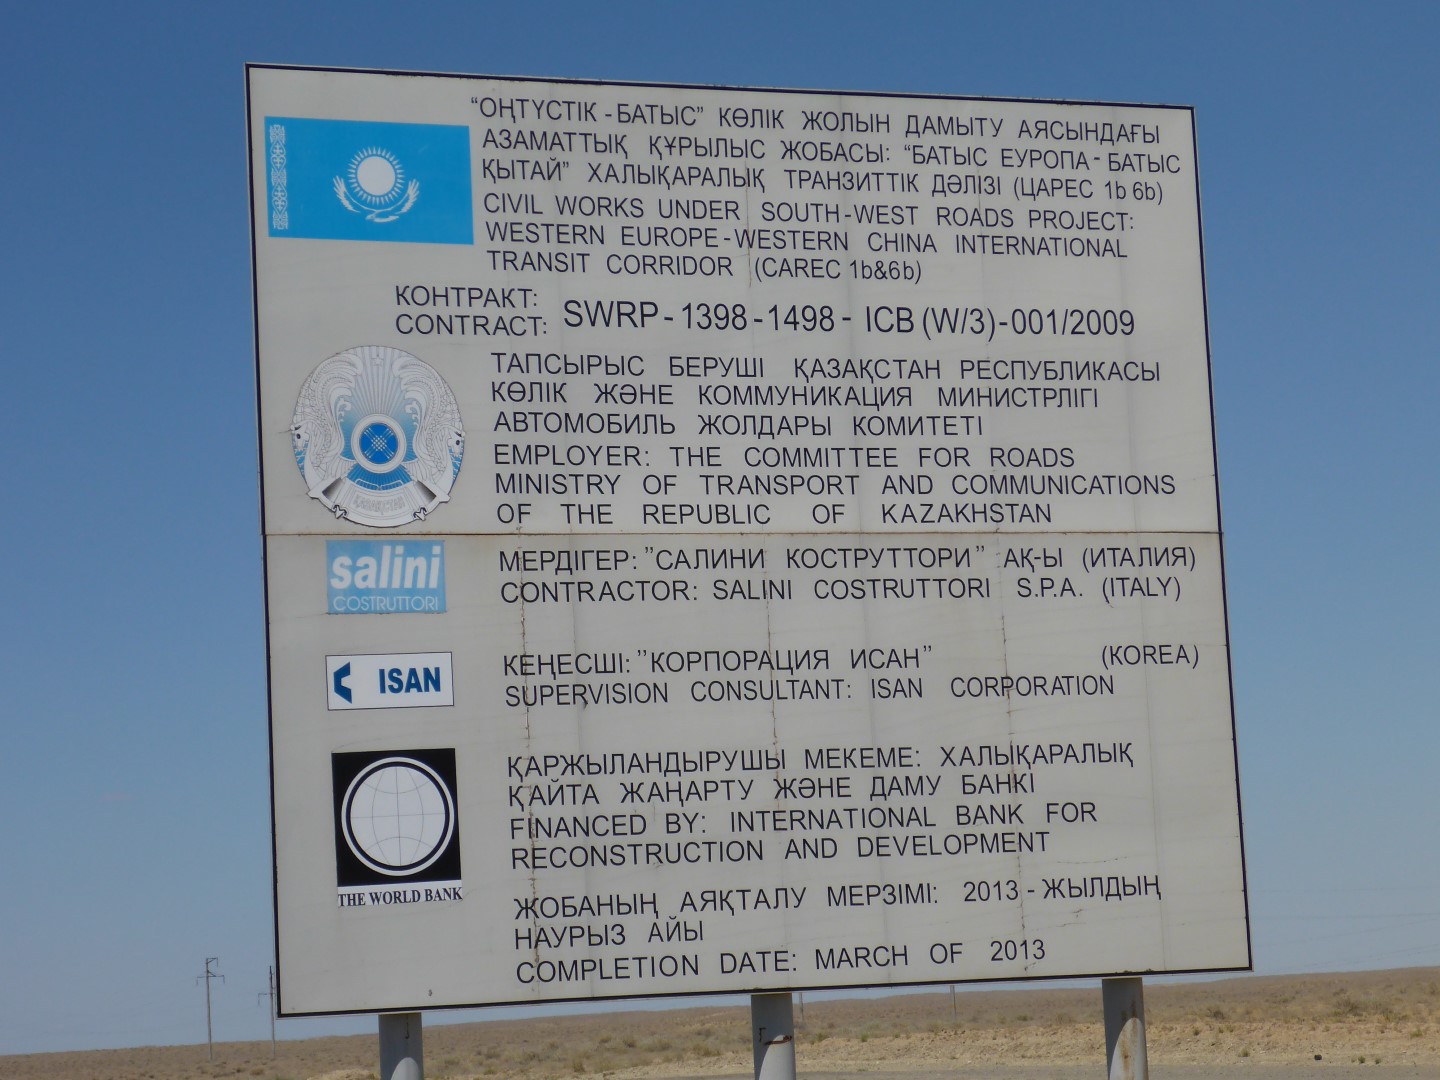 "ОҢТҮСТІК - БАТЫС" КӨЛІК ЖОЛЫН ДАМЫТУ АЯСЫНДАҒЫ
АЗАМАТТЫҚ ҚҰРЫЛЫС ЖОБАСЫ: "БАТЫС ЕУРОПА - БАТЫС
ҚЫТАЙ" ХАЛЫҚАРАЛЫҚ ТРАНЗИТТІК ДӘЛІЗІ (ЦАРЕС 1b 6b)
CIVIL WORKS UNDER SOUTH-WEST ROADS PROJECT:
WESTERN EUROPE-WESTERN CHINA INTERNATIONAL
TRANSIT CORRIDOR (CAREC 1b&6b)
КОНТРАКТ:
CONTRACT: SWRP - 1398 - 1498 - ICB (W/3) - 001/2009
ТАПСЫРЫС БЕРУШІ ҚАЗАҚСТАН РЕСПУБЛИКАСЫ
КӨЛІК ЖӘНЕ КОММУНИКАЦИЯ МИНИСТРЛІГІ
АВТОМОБИЛЬ ЖОЛДАРЫ КОМИТЕТІ
EMPLOYER: THE COMMITTEE FOR ROADS
MINISTRY OF TRANSPORT AND COMMUNICATIONS
OF THE REPUBLIC OF KAZAKHSTAN
ҚАЗАҚСТАН
salini
COSTRUTTORI
МЕРДІГЕР: "САЛИНИ КОСТРУТТОРИ" АҚ-Ы (ИТАЛИЯ)
CONTRACTOR: SALINI COSTRUTTORI S.P.A. (ITALY)
ISAN
КЕҢЕСШІ: "КОРПОРАЦИЯ ИСАН" (KOREA)
SUPERVISION CONSULTANT: ISAN CORPORATION
ҚАРЖЫЛАНДЫРУШЫ МЕКЕМЕ: ХАЛЫҚАРАЛЫҚ
ҚАЙТА ЖАҢАРТУ ЖӘНЕ ДАМУ БАНКІ
FINANCED BY: INTERNATIONAL BANK FOR
RECONSTRUCTION AND DEVELOPMENT
THE WORLD BANK
ЖОБАНЫҢ АЯҚТАЛУ МЕРЗІМІ: 2013 - ЖЫЛДЫҢ
НАУРЫЗ АЙЫ
COMPLETION DATE: MARCH OF 2013